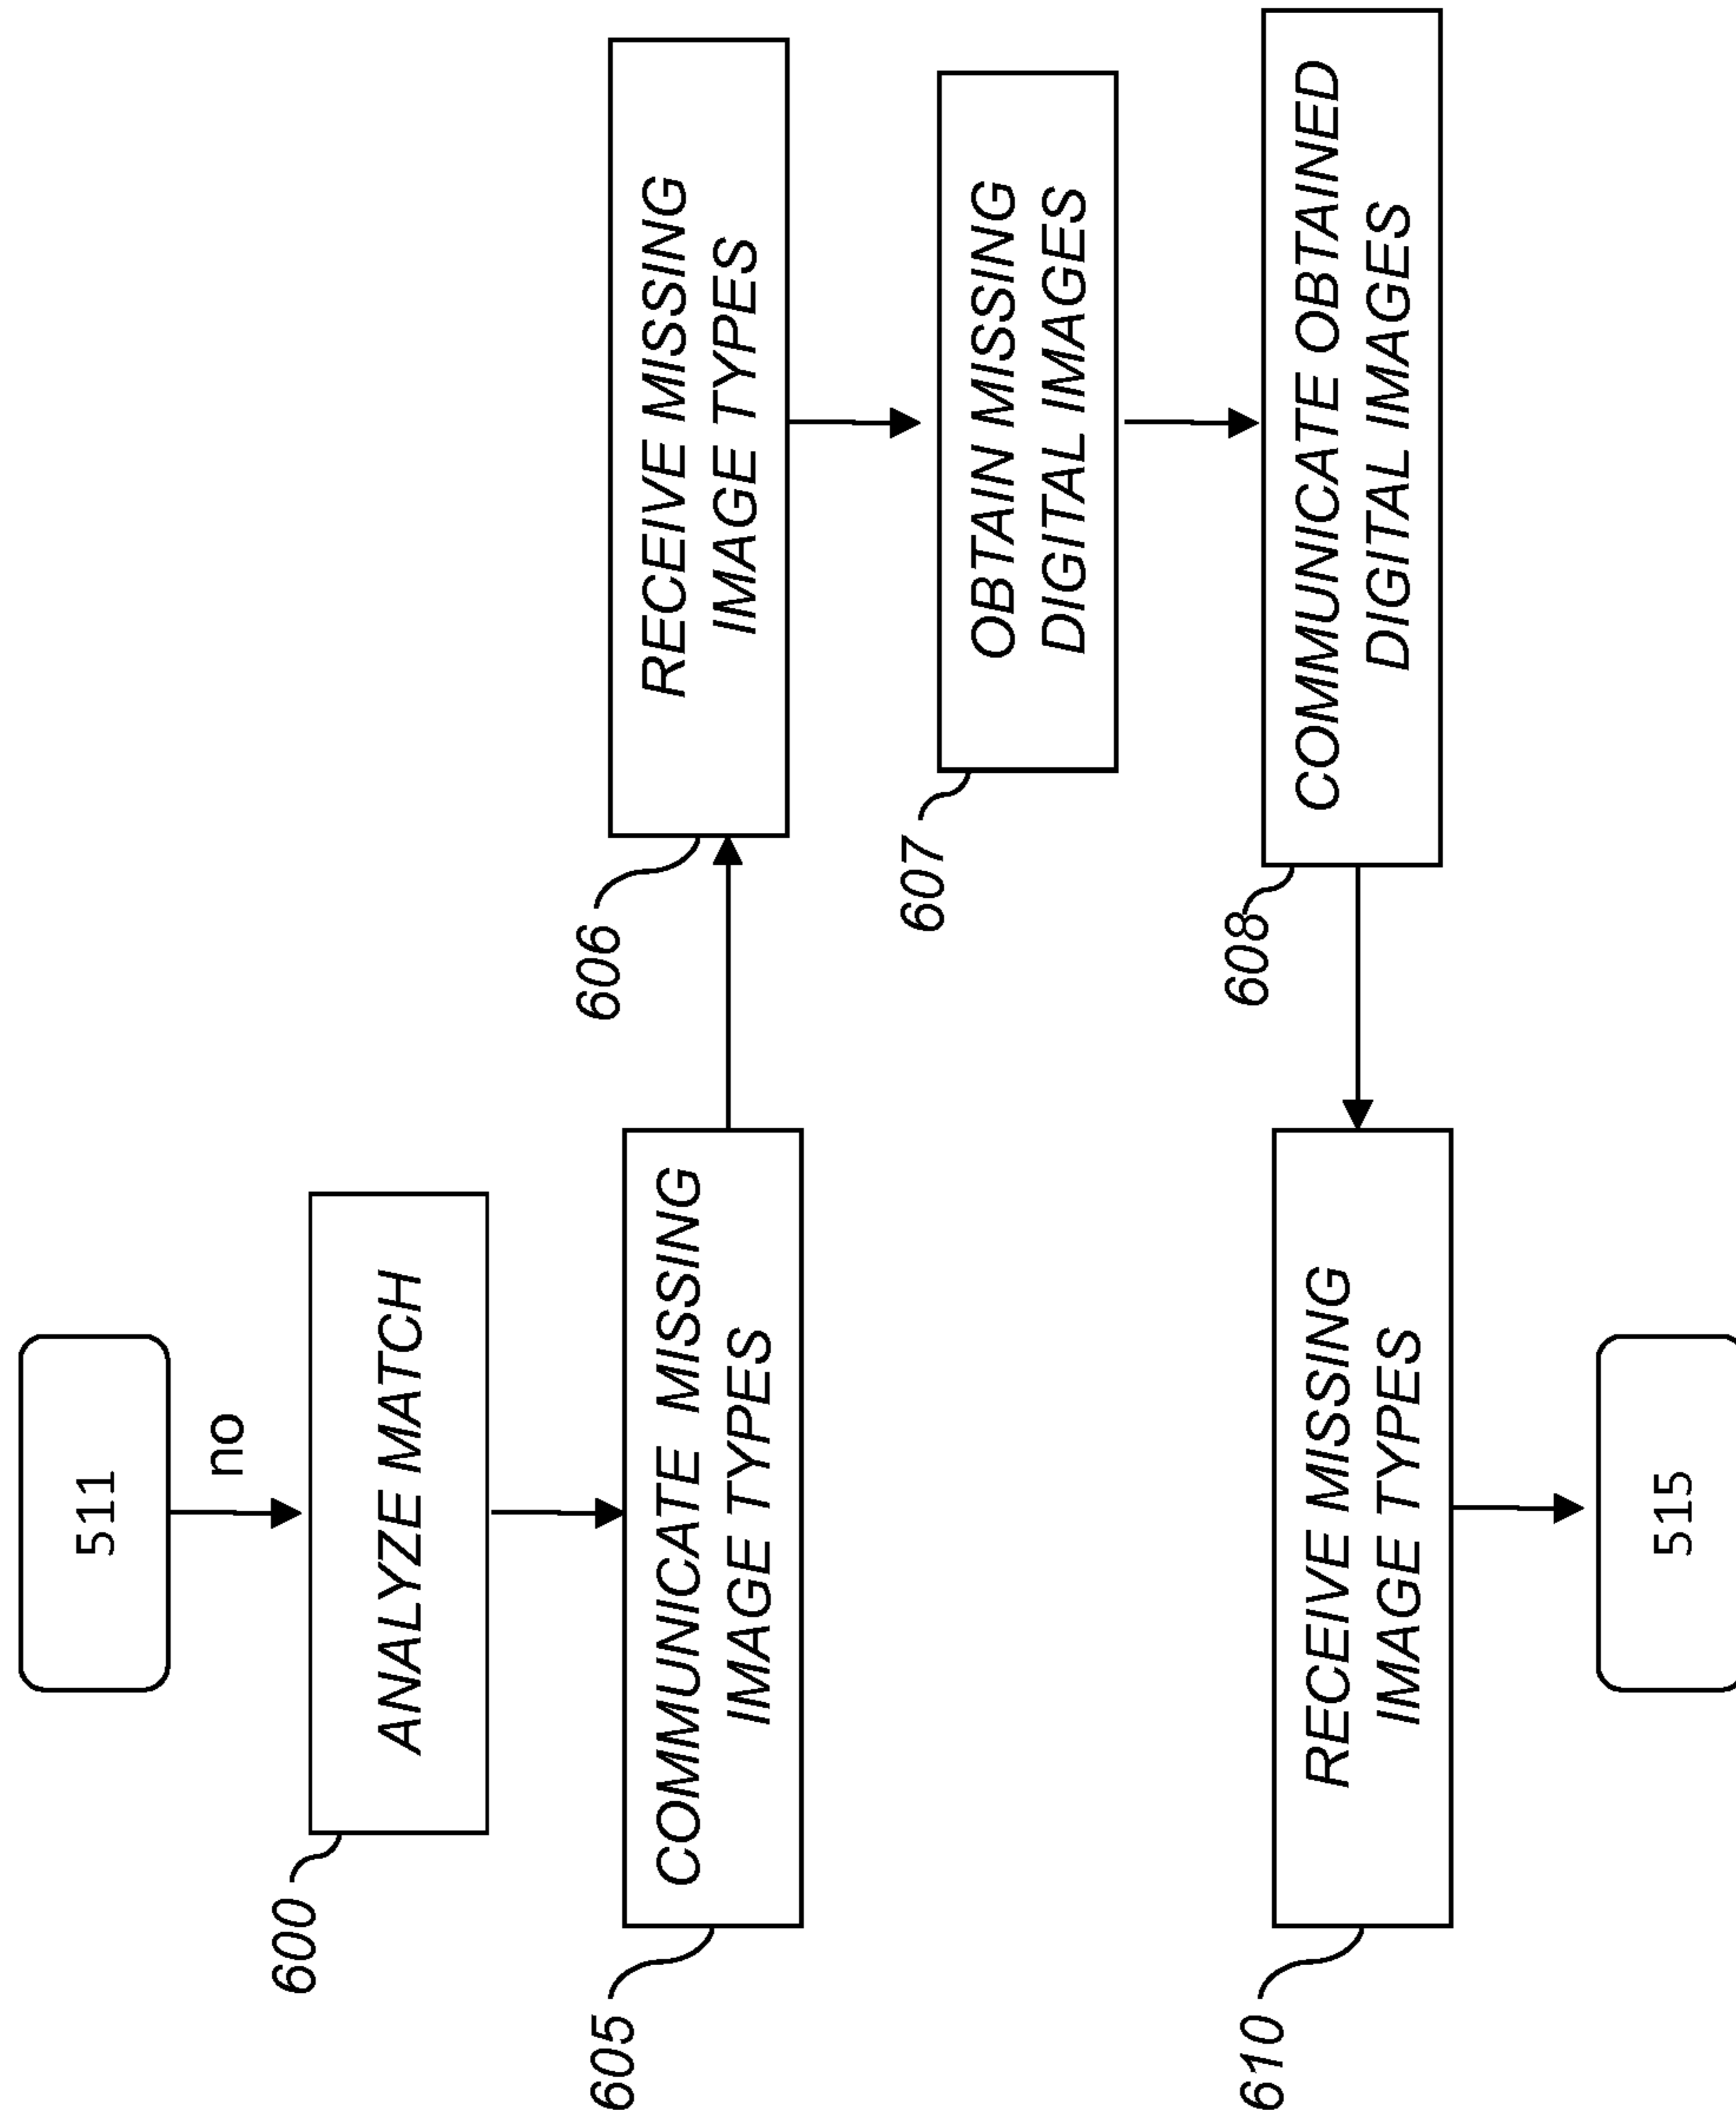 511
no
600
ANALYZE MATCH
605
COMMUNICATE MISSING
IMAGE TYPES
606
RECEIVE MISSING
IMAGE TYPES
607
OBTAIN MISSING
DIGITAL IMAGES
608
COMMUNICATE OBTAINED
DIGITAL IMAGES
610
RECEIVE MISSING
IMAGE TYPES
515